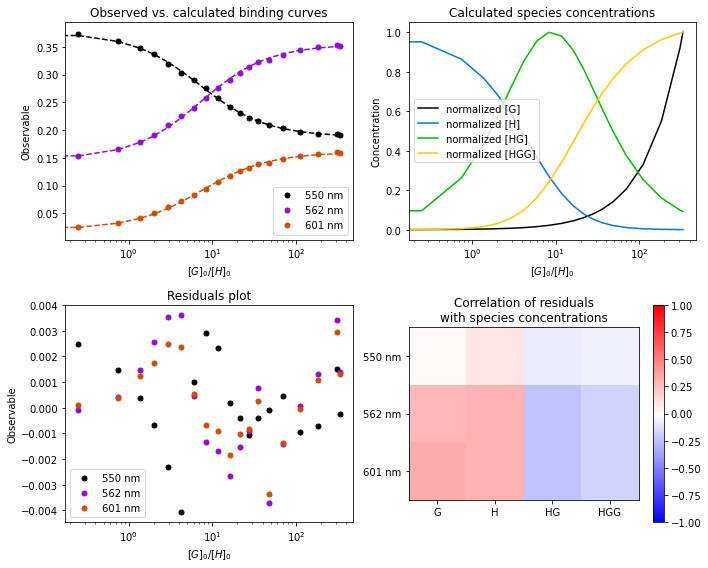 Observed vs. calculated binding curves
Observable
0.35
0.30
0.25
0.20
0.15
0.10
0.05
550 nm
562 nm
601 nm
10⁰
10¹
10²
[G]₀/[H]₀
Calculated species concentrations
Concentration
1.0
0.8
0.6
0.4
0.2
0.0
normalized [G]
normalized [H]
normalized [HG]
normalized [HGG]
10⁰
10¹
10²
[G]₀/[H]₀
Residuals plot
Observable
0.004
0.003
0.002
0.001
0.000
−0.001
−0.002
−0.003
−0.004
550 nm
562 nm
601 nm
10⁰
10¹
10²
[G]₀/[H]₀
Correlation of residuals
with species concentrations
550 nm
562 nm
601 nm
G
H
HG
HGG
1.00
0.75
0.50
0.25
0.00
−0.25
−0.50
−0.75
−1.00